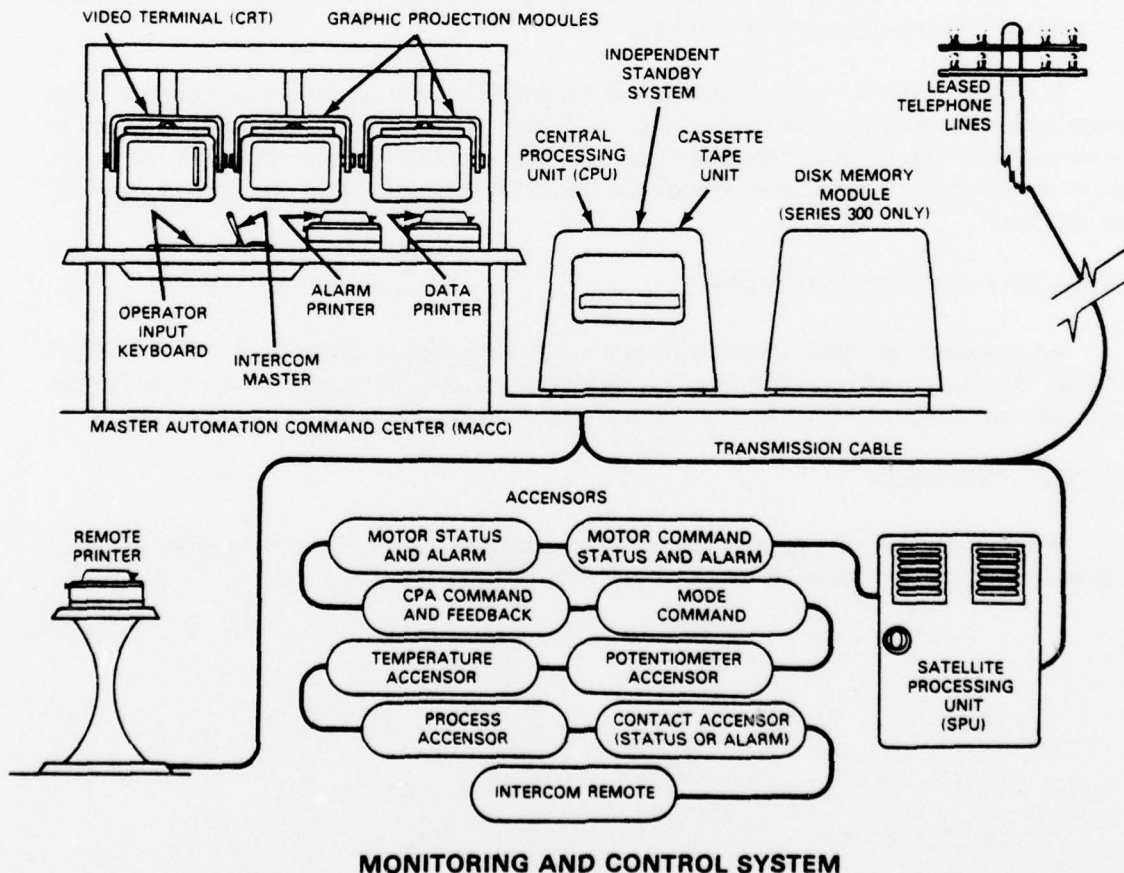 VIDEO TERMINAL (CRT)
GRAPHIC PROJECTION MODULES
INDEPENDENT
STANDBY
SYSTEM
CENTRAL
PROCESSING
UNIT (CPU)
CASSETTE
TAPE
UNIT
DISK MEMORY
MODULE
(SERIES 300 ONLY)
LEASED
TELEPHONE
LINES
OPERATOR
INPUT
KEYBOARD
INTERCOM
MASTER
ALARM
PRINTER
DATA
PRINTER
MASTER AUTOMATION COMMAND CENTER (MACC)
TRANSMISSION CABLE
ACCENSORS
REMOTE
PRINTER
MOTOR STATUS
AND ALARM
MOTOR COMMAND
STATUS AND ALARM
CPA COMMAND
AND FEEDBACK
MODE
COMMAND
TEMPERATURE
ACCENSOR
POTENTIOMETER
ACCENSOR
PROCESS
ACCENSOR
CONTACT ACCENSOR
(STATUS OR ALARM)
INTERCOM REMOTE
SATELLITE
PROCESSING
UNIT
(SPU)
MONITORING AND CONTROL SYSTEM